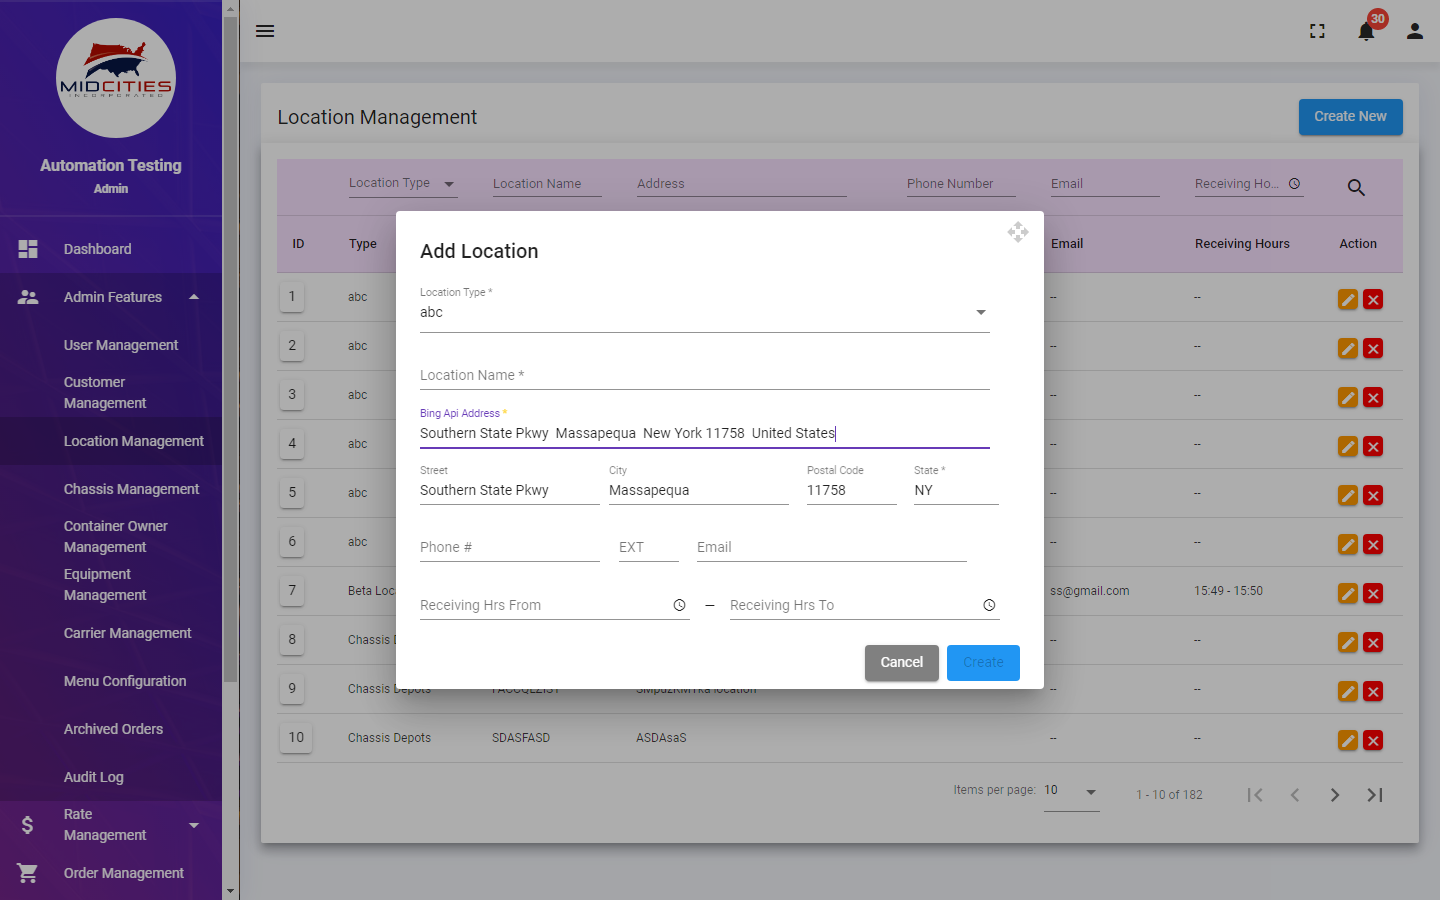 MIDCITIES
INCORPORATED
Automation Testing
Admin
Dashboard
Admin Features
User Management
Customer
Management
Location Management
Chassis Management
Container Owner
Management
Equipment
Management
Carrier Management
Menu Configuration
Archived Orders
Audit Log
Rate
Management
Order Management
30
Location Management
Create New
Location Type
Location Name
Address
Phone Number
Email
Receiving Ho...
ID
Type
Email
Receiving Hours
Action
1 abc -- --
2 abc -- --
3 abc -- --
4 abc -- --
5 abc -- --
6 abc -- --
7 Beta Loc ss@gmail.com 15:49 - 15:50
8 Chassis -- --
9 Chassis Depots -- --
10 Chassis Depots SDASFASD ASDAsaS -- --
Items per page: 10 1 - 10 of 182
Add Location
Location Type *
abc
Location Name *
Bing Api Address *
Southern State Pkwy  Massapequa  New York 11758  United States
Street City Postal Code State *
Southern State Pkwy Massapequa 11758 NY
Phone # EXT Email
Receiving Hrs From – Receiving Hrs To
Cancel Create